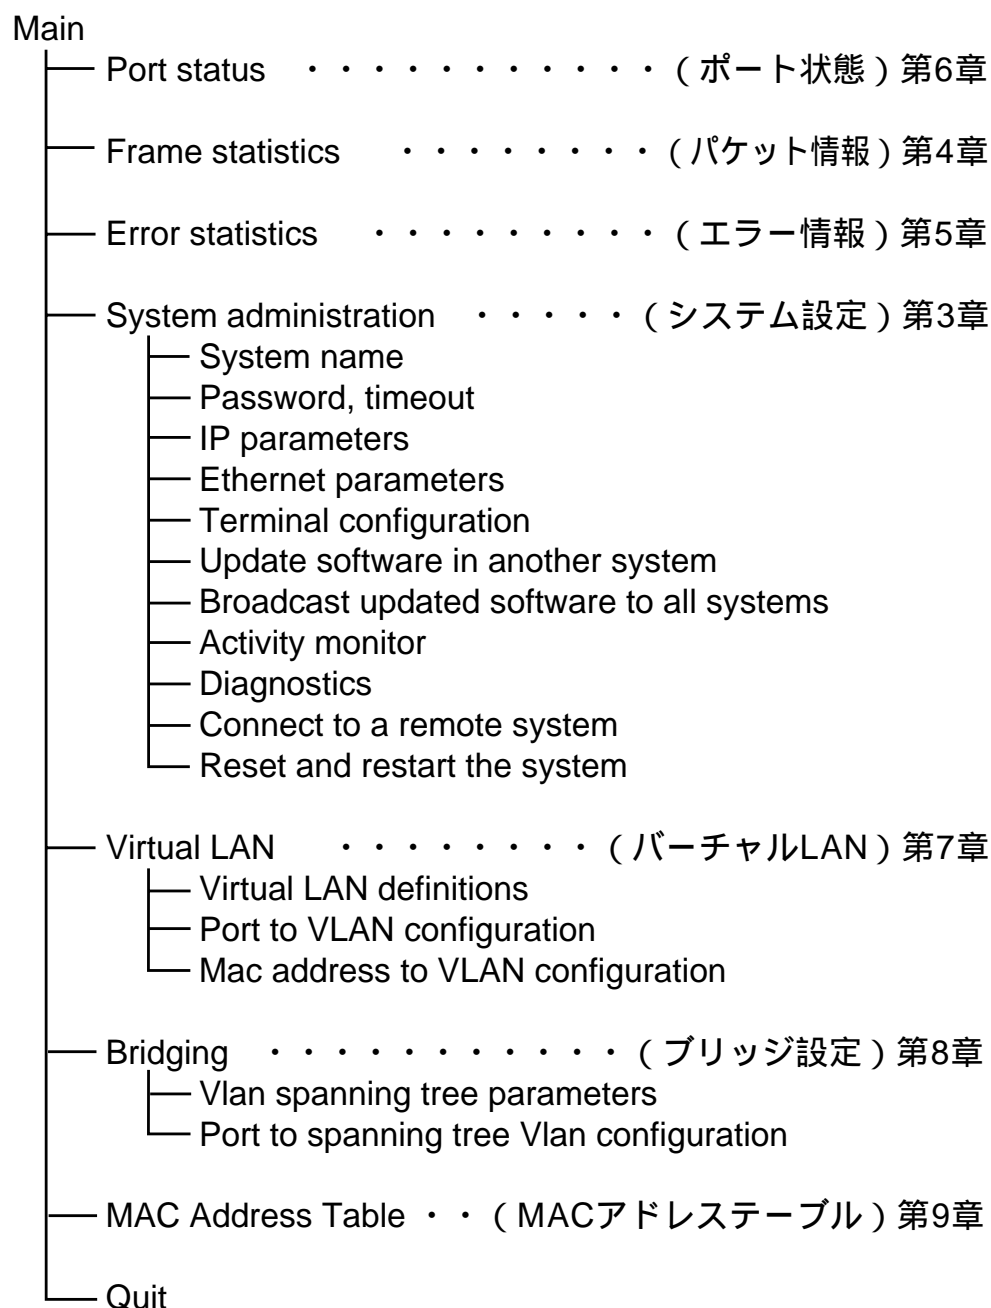 Main
Port status ・・・・・・・・・・・・(ポート状態)第6章
Frame statistics ・・・・・・・・(パケット情報)第4章
Error statistics ・・・・・・・・・(エラー情報)第5章
System administration ・・・・・(システム設定)第3章
System name
Password, timeout
IP parameters
Ethernet parameters
Terminal configuration
Update software in another system
Broadcast updated software to all systems
Activity monitor
Diagnostics
Connect to a remote system
Reset and restart the system
Virtual LAN ・・・・・・・・(バーチャルLAN)第7章
Virtual LAN definitions
Port to VLAN configuration
Mac address to VLAN configuration
Bridging ・・・・・・・・・・・(ブリッジ設定)第8章
Vlan spanning tree parameters
Port to spanning tree Vlan configuration
MAC Address Table ・・(MACアドレステーブル)第9章
Quit